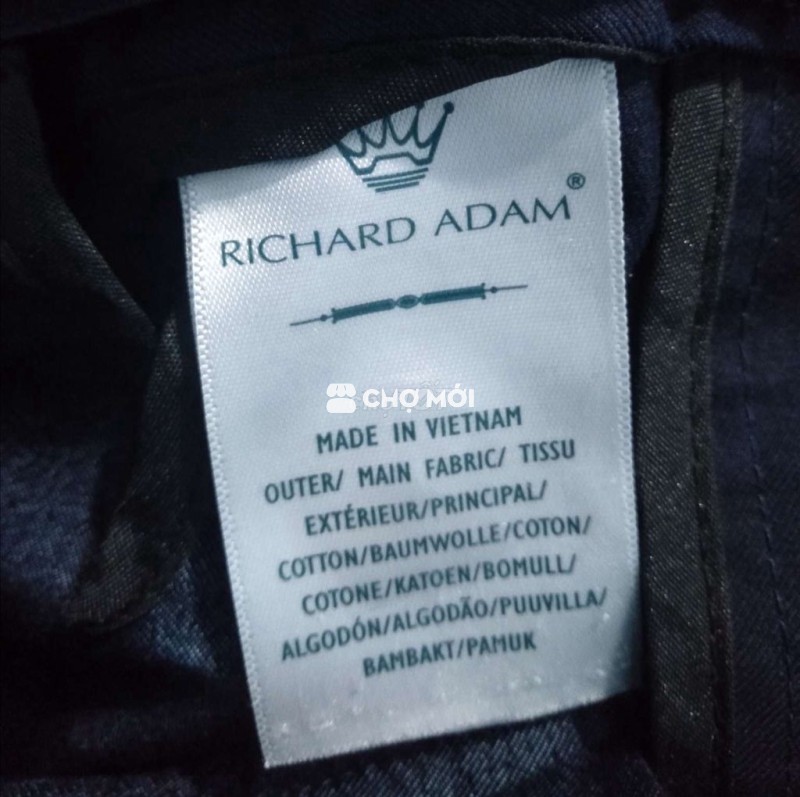 RICHARD ADAM®
CHỢ MỚI
MADE IN VIETNAM
OUTER/ MAIN FABRIC/ TISSU
EXTÉRIEUR/PRINCIPAL/
COTTON/BAUMWOLLE/COTON/
COTONE/KATOEN/BOMULL/
ALGODÓN/ALGODÃO/PUUVILLA/
BAMBAKT/PAMUK